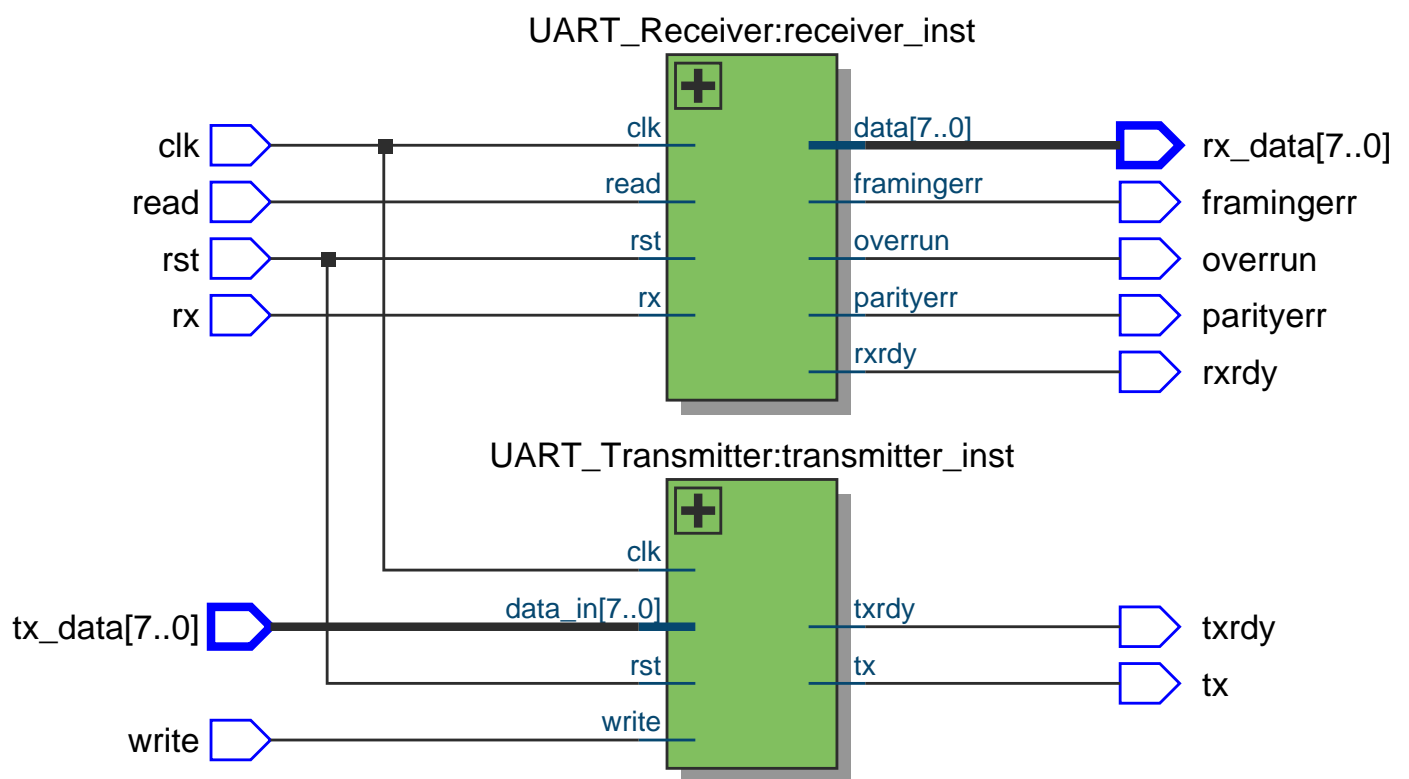 UART_Receiver:receiver_inst
clk
read
rst
rx
clk
read
rst
rx
data[7..0]
framingerr
overrun
parityerr
rxrdy
rx_data[7..0]
framingerr
overrun
parityerr
rxrdy
UART_Transmitter:transmitter_inst
tx_data[7..0]
write
clk
data_in[7..0]
rst
write
txrdy
tx
txrdy
tx